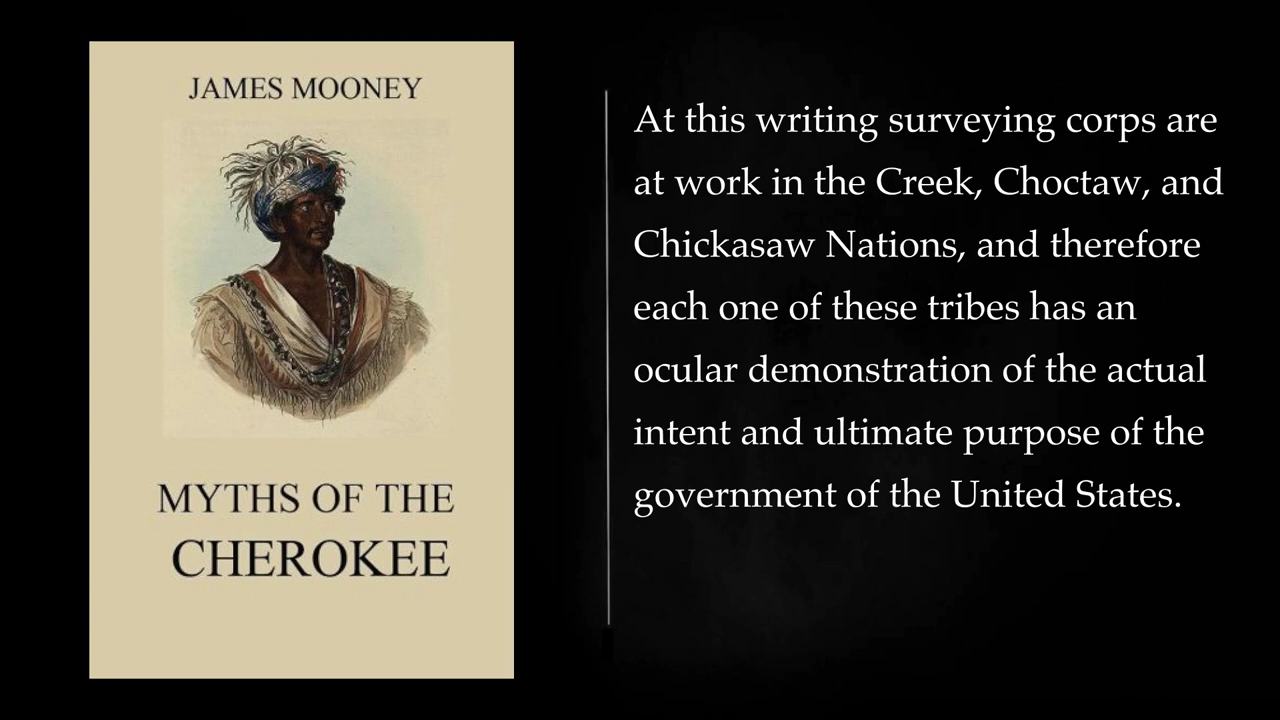 JAMES MOONEY
MYTHS OF THE
CHEROKEE
At this writing surveying corps are
at work in the Creek, Choctaw, and
Chickasaw Nations, and therefore
each one of these tribes has an
ocular demonstration of the actual
intent and ultimate purpose of the
government of the United States.